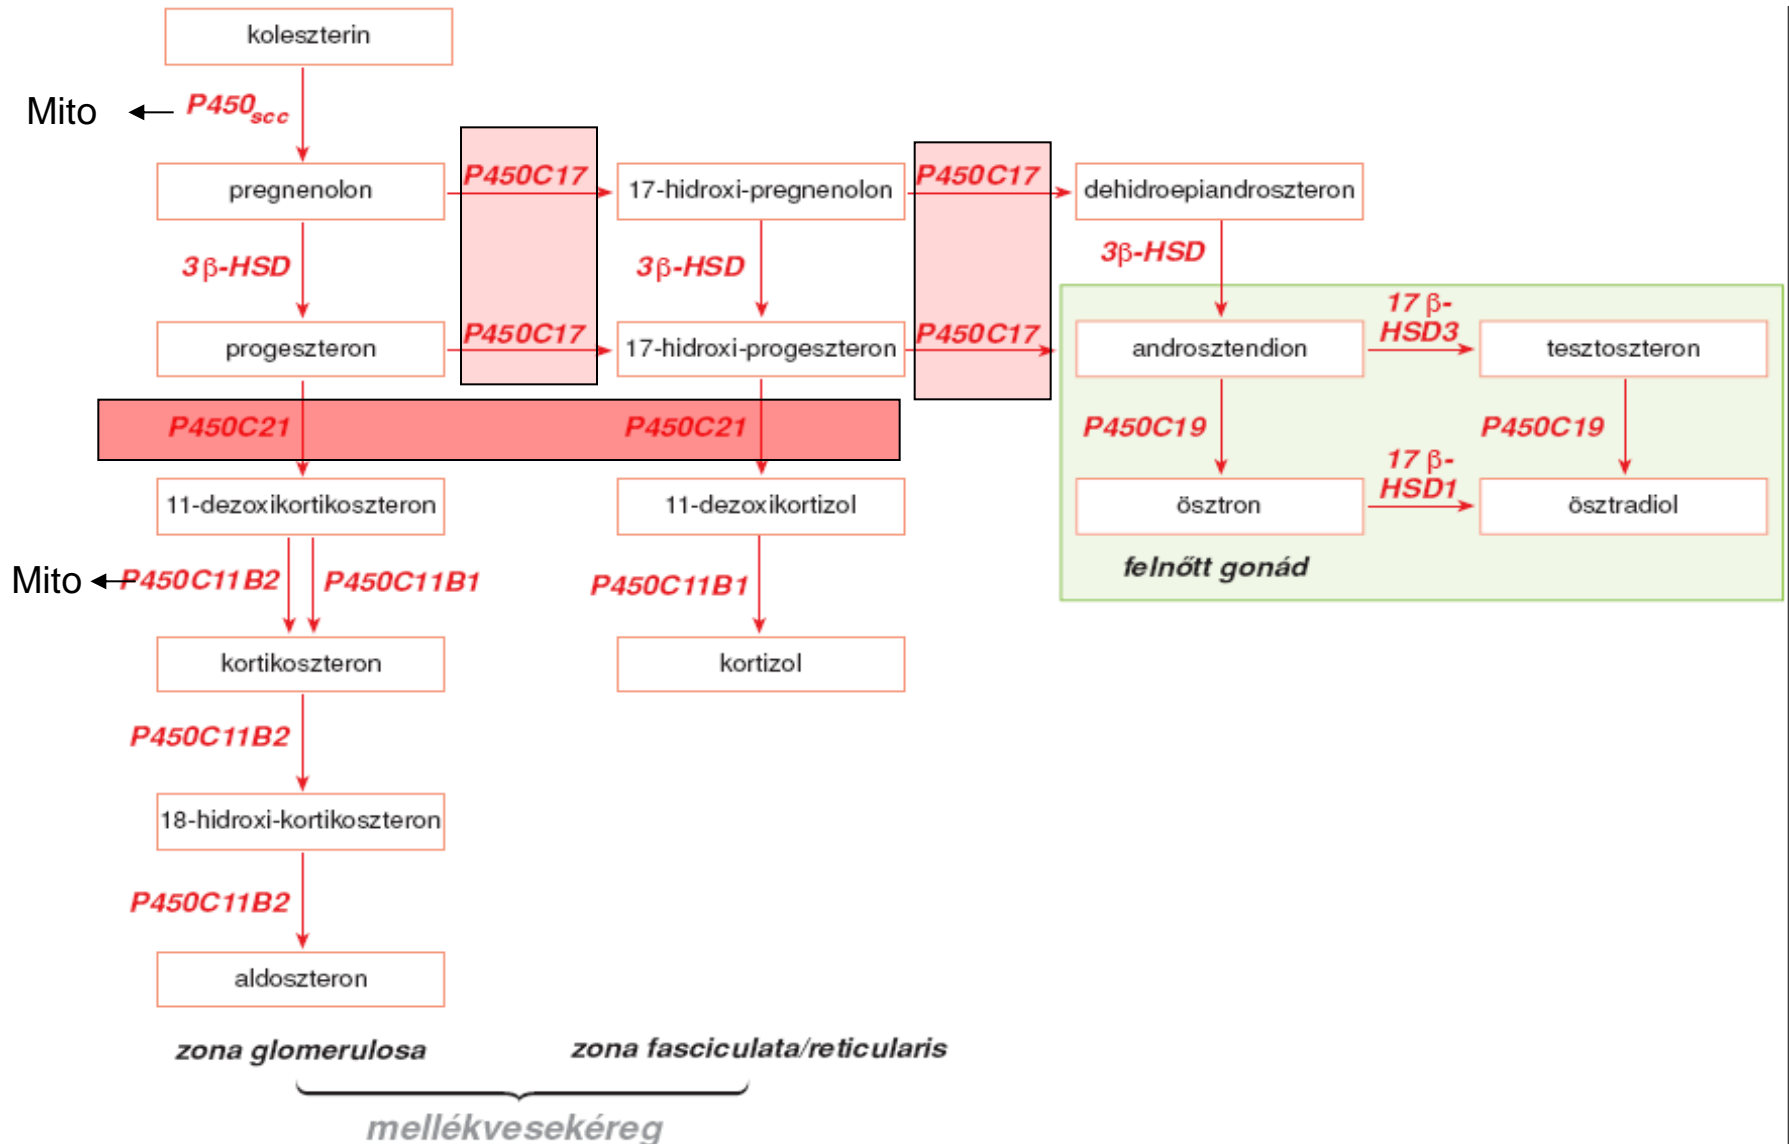 koleszterin
Mito
P450scc
P450C17
P450C17
pregnenolon
17-hidroxi-pregnenolon
dehidroepiandroszteron
3β-HSD
3β-HSD
3β-HSD
17 β-
HSD3
P450C17
P450C17
progeszteron
17-hidroxi-progeszteron
androsztendion
tesztoszteron
P450C21
P450C21
P450C19
P450C19
17 β-
HSD1
11-dezoxikortikoszteron
11-dezoxikortizol
ösztron
ösztradiol
felnőtt gonád
Mito
P450C11B2
P450C11B1
P450C11B1
kortikoszteron
kortizol
P450C11B2
18-hidroxi-kortikoszteron
P450C11B2
aldoszteron
zona glomerulosa
zona fasciculata/reticularis
mellékvesekéreg